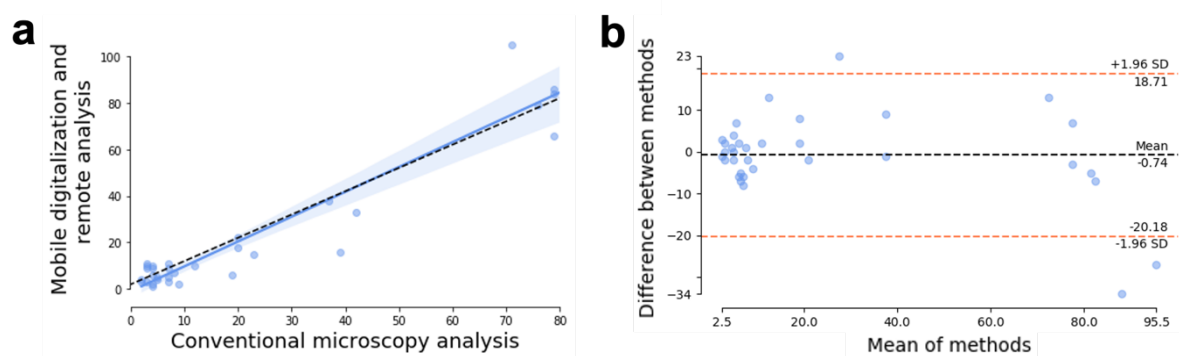 a
Mobile digitalization and
remote analysis
100
80
60
40
20
0
0 10 20 30 40 50 60 70 80
Conventional microscopy analysis
b
Difference between methods
23
10
0
−10
−20
−34
+1.96 SD
18.71
Mean
-0.74
-20.18
-1.96 SD
2.5 20.0 40.0 60.0 80.0 95.5
Mean of methods